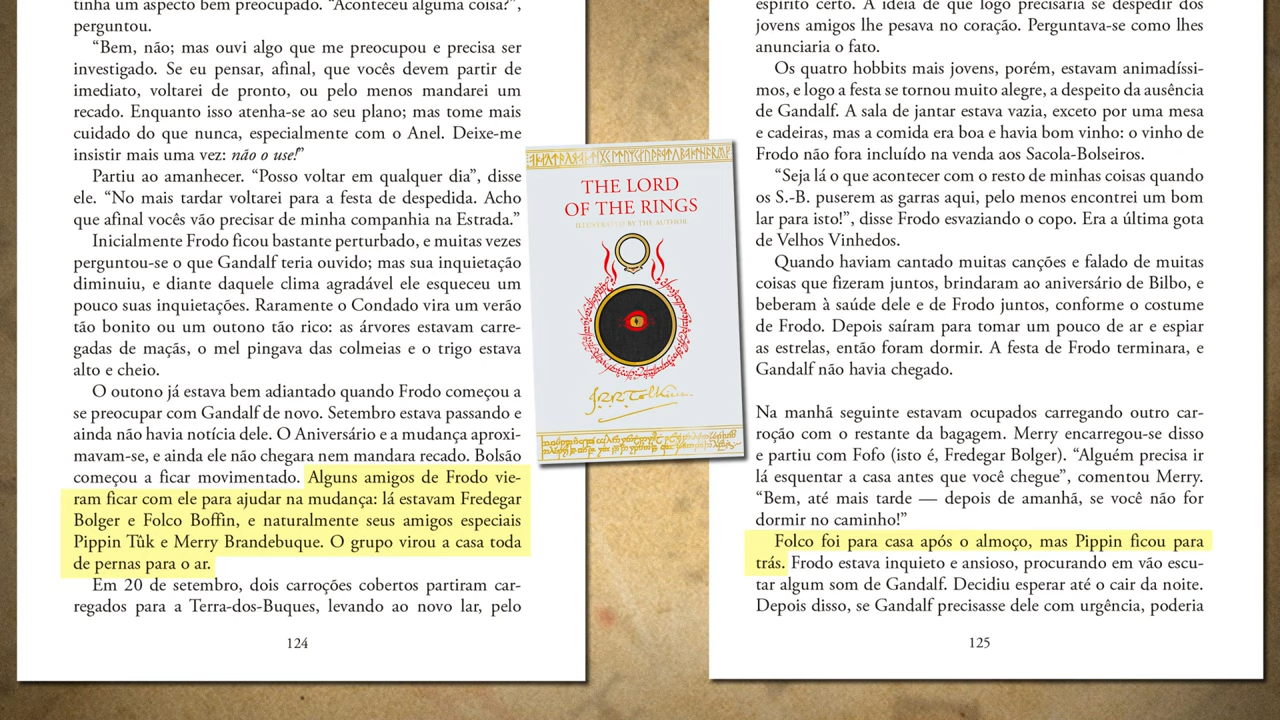 tinha um aspecto bem preocupado. “Aconteceu alguma coisa?”,
perguntou.
“Bem, não; mas ouvi algo que me preocupou e precisa ser
investigado. Se eu pensar, afinal, que vocês devem partir de
imediato, voltarei de pronto, ou pelo menos mandarei um
recado. Enquanto isso atenha-se ao seu plano; mas tome mais
cuidado do que nunca, especialmente com o Anel. Deixe-me
insistir mais uma vez: não o use!”
Partiu ao amanhecer. “Posso voltar em qualquer dia”, disse
ele. “No mais tardar voltarei para a festa de despedida. Acho
que afinal vocês vão precisar de minha companhia na Estrada.”
Inicialmente Frodo ficou bastante perturbado, e muitas vezes
perguntou-se o que Gandalf teria ouvido; mas sua inquietação
diminuiu, e diante daquele clima agradável ele esqueceu um
pouco suas inquietações. Raramente o Condado vira um verão
tão bonito ou um outono tão rico: as árvores estavam carre-
gadas de maçãs, o mel pingava das colmeias e o trigo estava
alto e cheio.
O outono já estava bem adiantado quando Frodo começou a
se preocupar com Gandalf de novo. Setembro estava passando e
ainda não havia notícia dele. O Aniversário e a mudança aproxi-
mavam-se, e ainda ele não chegara nem mandara recado. Bolsão
começou a ficar movimentado. Alguns amigos de Frodo vie-
ram ficar com ele para ajudar na mudança: lá estavam Fredegar
Bolger e Folco Boffin, e naturalmente seus amigos especiais
Pippin Tûk e Merry Brandebuque. O grupo virou a casa toda
de pernas para o ar.
Em 20 de setembro, dois carroções cobertos partiram car-
regados para a Terra-dos-Buques, levando ao novo lar, pelo
124
THE LORD
OF THE RINGS
ILLUSTRATED BY THE AUTHOR
J.R.R. Tolkien
espírito certo. A ideia de que logo precisaria se despedir dos
jovens amigos lhe pesava no coração. Perguntava-se como lhes
anunciaria o fato.
Os quatro hobbits mais jovens, porém, estavam animadíssi-
mos, e logo a festa se tornou muito alegre, a despeito da ausência
de Gandalf. A sala de jantar estava vazia, exceto por uma mesa
e cadeiras, mas a comida era boa e havia bom vinho: o vinho de
Frodo não fora incluído na venda aos Sacola-Bolseiros.
“Seja lá o que acontecer com o resto de minhas coisas quando
os S.-B. puserem as garras aqui, pelo menos encontrei um bom
lar para isto!”, disse Frodo esvaziando o copo. Era a última gota
de Velhos Vinhedos.
Quando haviam cantado muitas canções e falado de muitas
coisas que fizeram juntos, brindaram ao aniversário de Bilbo, e
beberam à saúde dele e de Frodo juntos, conforme o costume
de Frodo. Depois saíram para tomar um pouco de ar e espiar
as estrelas, então foram dormir. A festa de Frodo terminara, e
Gandalf não havia chegado.
Na manhã seguinte estavam ocupados carregando outro car-
roção com o restante da bagagem. Merry encarregou-se disso
e partiu com Fofo (isto é, Fredegar Bolger). “Alguém precisa ir
lá esquentar a casa antes que você chegue”, comentou Merry.
“Bem, até mais tarde — depois de amanhã, se você não for
dormir no caminho!”
Folco foi para casa após o almoço, mas Pippin ficou para
trás. Frodo estava inquieto e ansioso, procurando em vão escu-
tar algum som de Gandalf. Decidiu esperar até o cair da noite.
Depois disso, se Gandalf precisasse dele com urgência, poderia
125